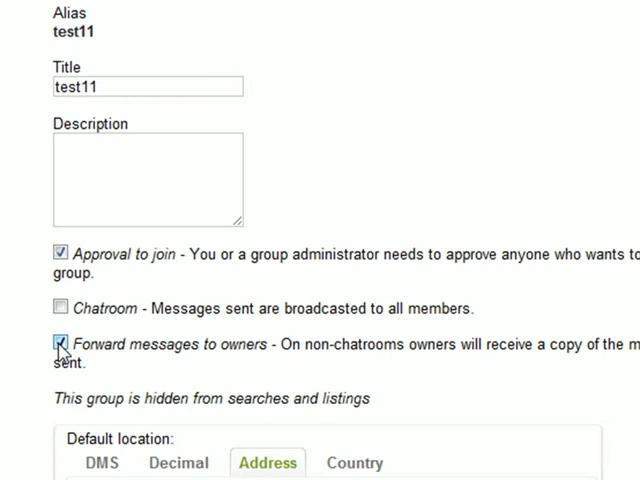 Alias
test11
Title
test11
Description
Approval to join - You or a group administrator needs to approve anyone who wants to
group.
Chatroom - Messages sent are broadcasted to all members.
Forward messages to owners - On non-chatrooms owners will receive a copy of the m
sent.
This group is hidden from searches and listings
Default location:
DMS Decimal Address Country